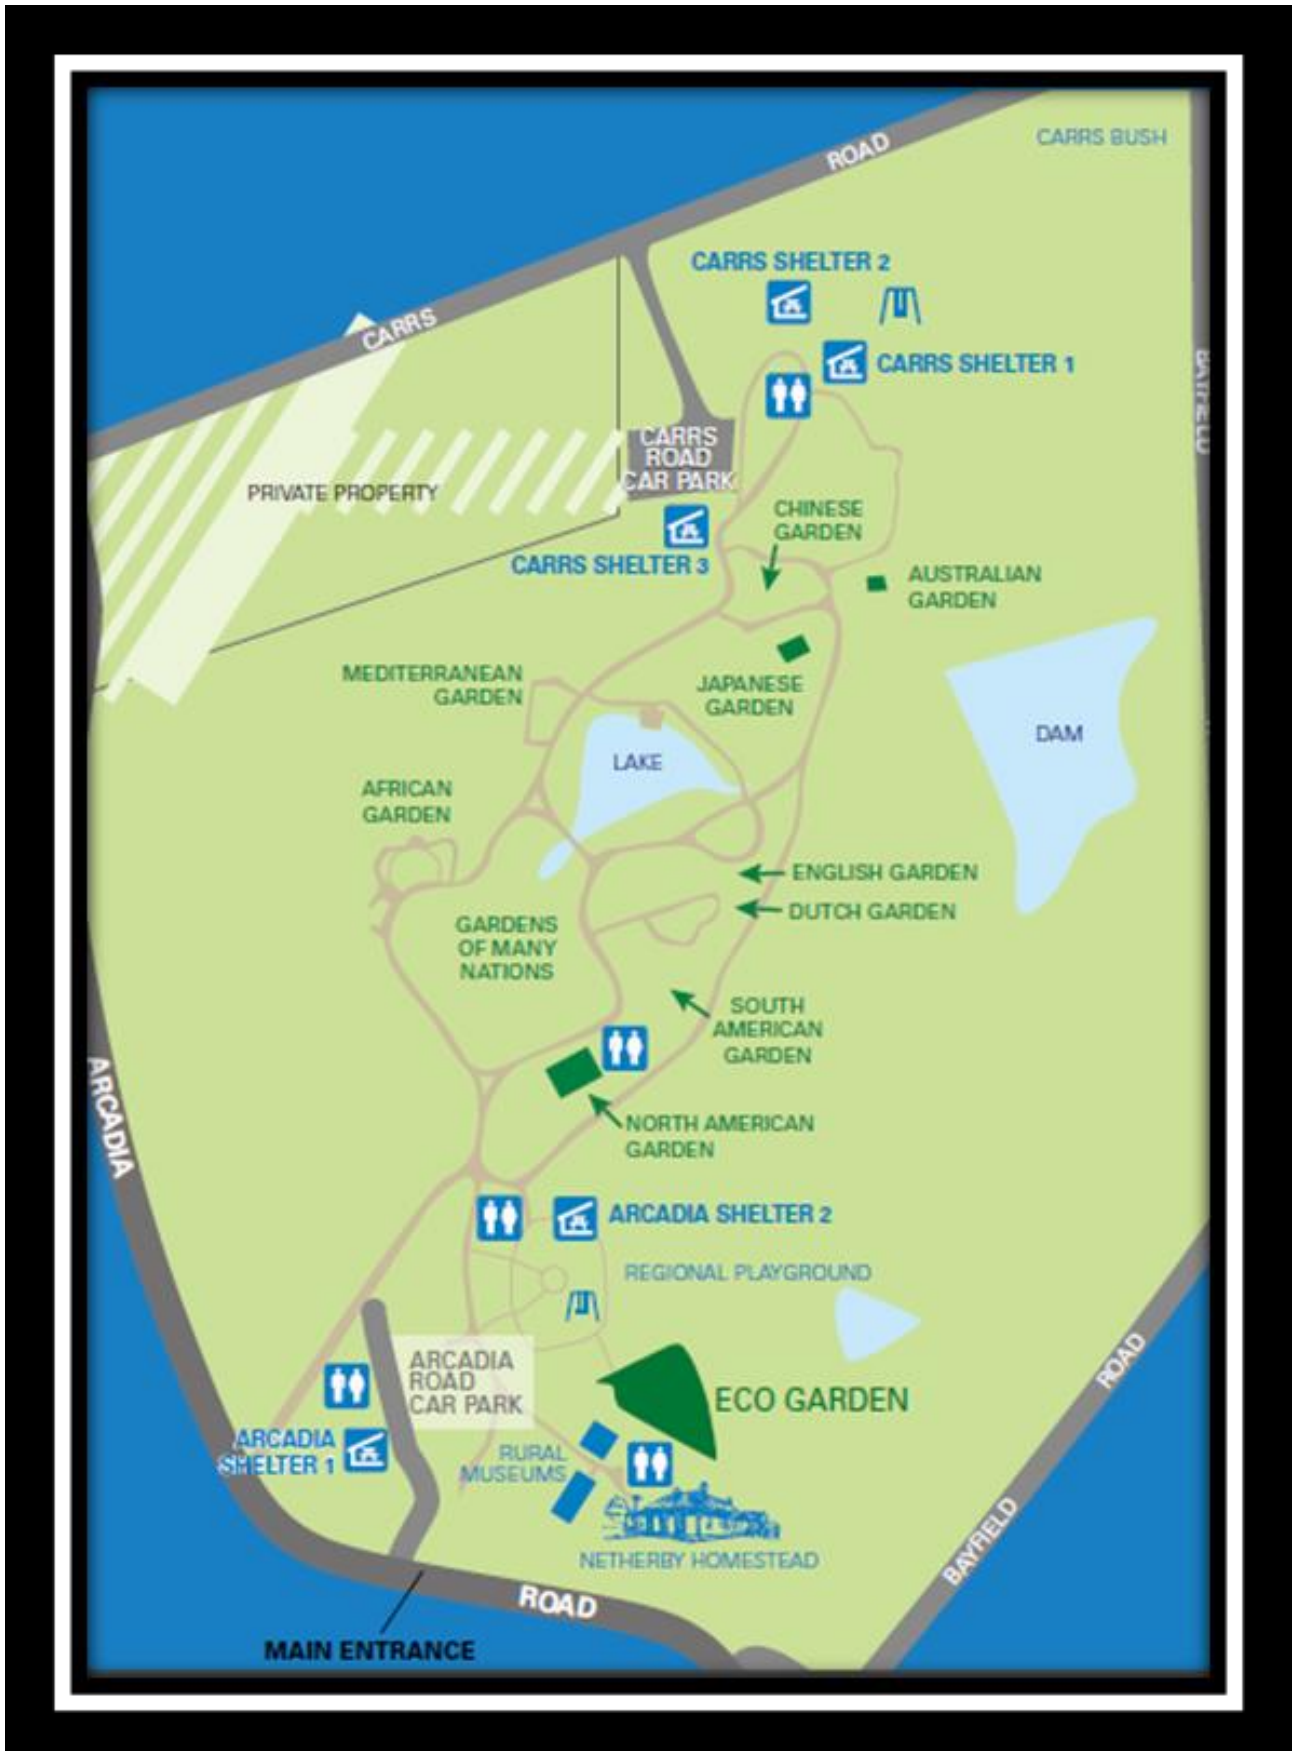 ROAD
CARRS BUSH
CARRS SHELTER 2
CARRS
CARRS SHELTER 1
BAYFIELD
CARRS
ROAD
CAR PARK
PRIVATE PROPERTY
CHINESE
GARDEN
CARRS SHELTER 3
AUSTRALIAN
GARDEN
MEDITERRANEAN
GARDEN
JAPANESE
GARDEN
DAM
LAKE
AFRICAN
GARDEN
ENGLISH GARDEN
DUTCH GARDEN
GARDENS
OF MANY
NATIONS
SOUTH
AMERICAN
GARDEN
ARCADIA
NORTH AMERICAN
GARDEN
ARCADIA SHELTER 2
REGIONAL PLAYGROUND
ROAD
ARCADIA
ROAD
CAR PARK
ECO GARDEN
ARCADIA
SHELTER 1
RURAL
MUSEUMS
BAYFIELD
NETHERBY HOMESTEAD
ROAD
MAIN ENTRANCE